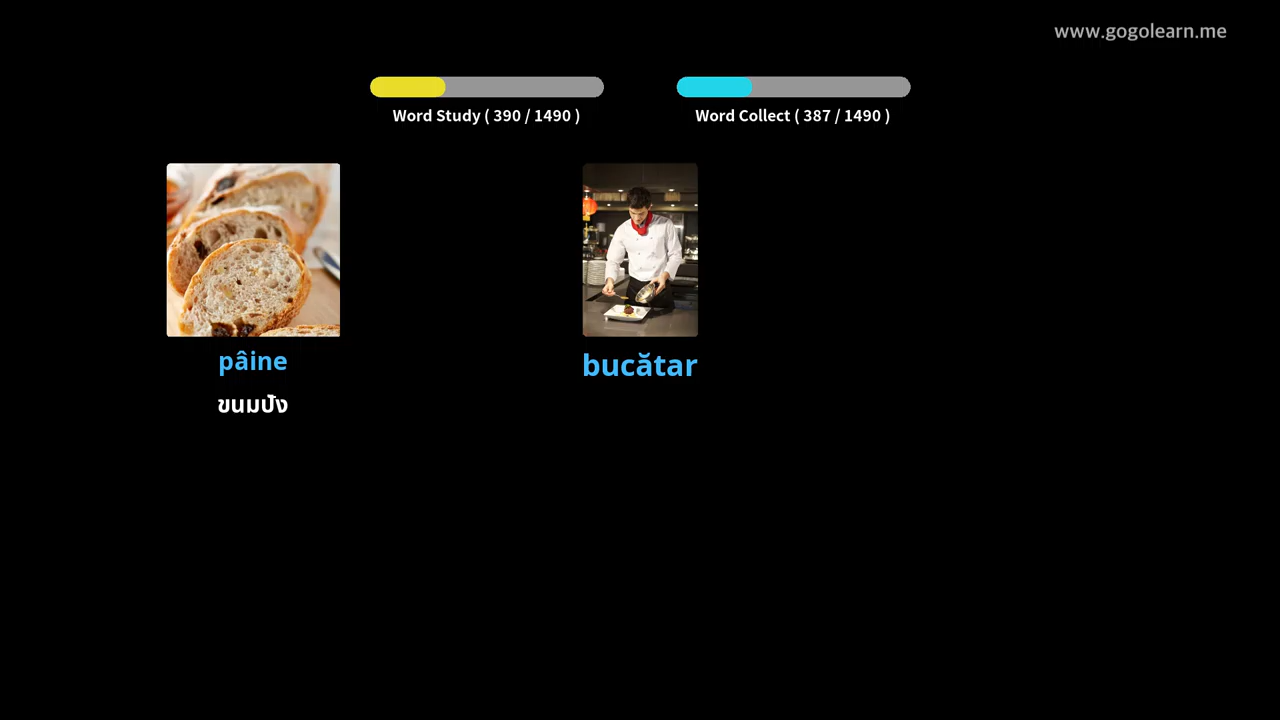 www.gogolearn.me
Word Study ( 390 / 1490 )
Word Collect ( 387 / 1490 )
pâine
bucătar
ขนมปัง